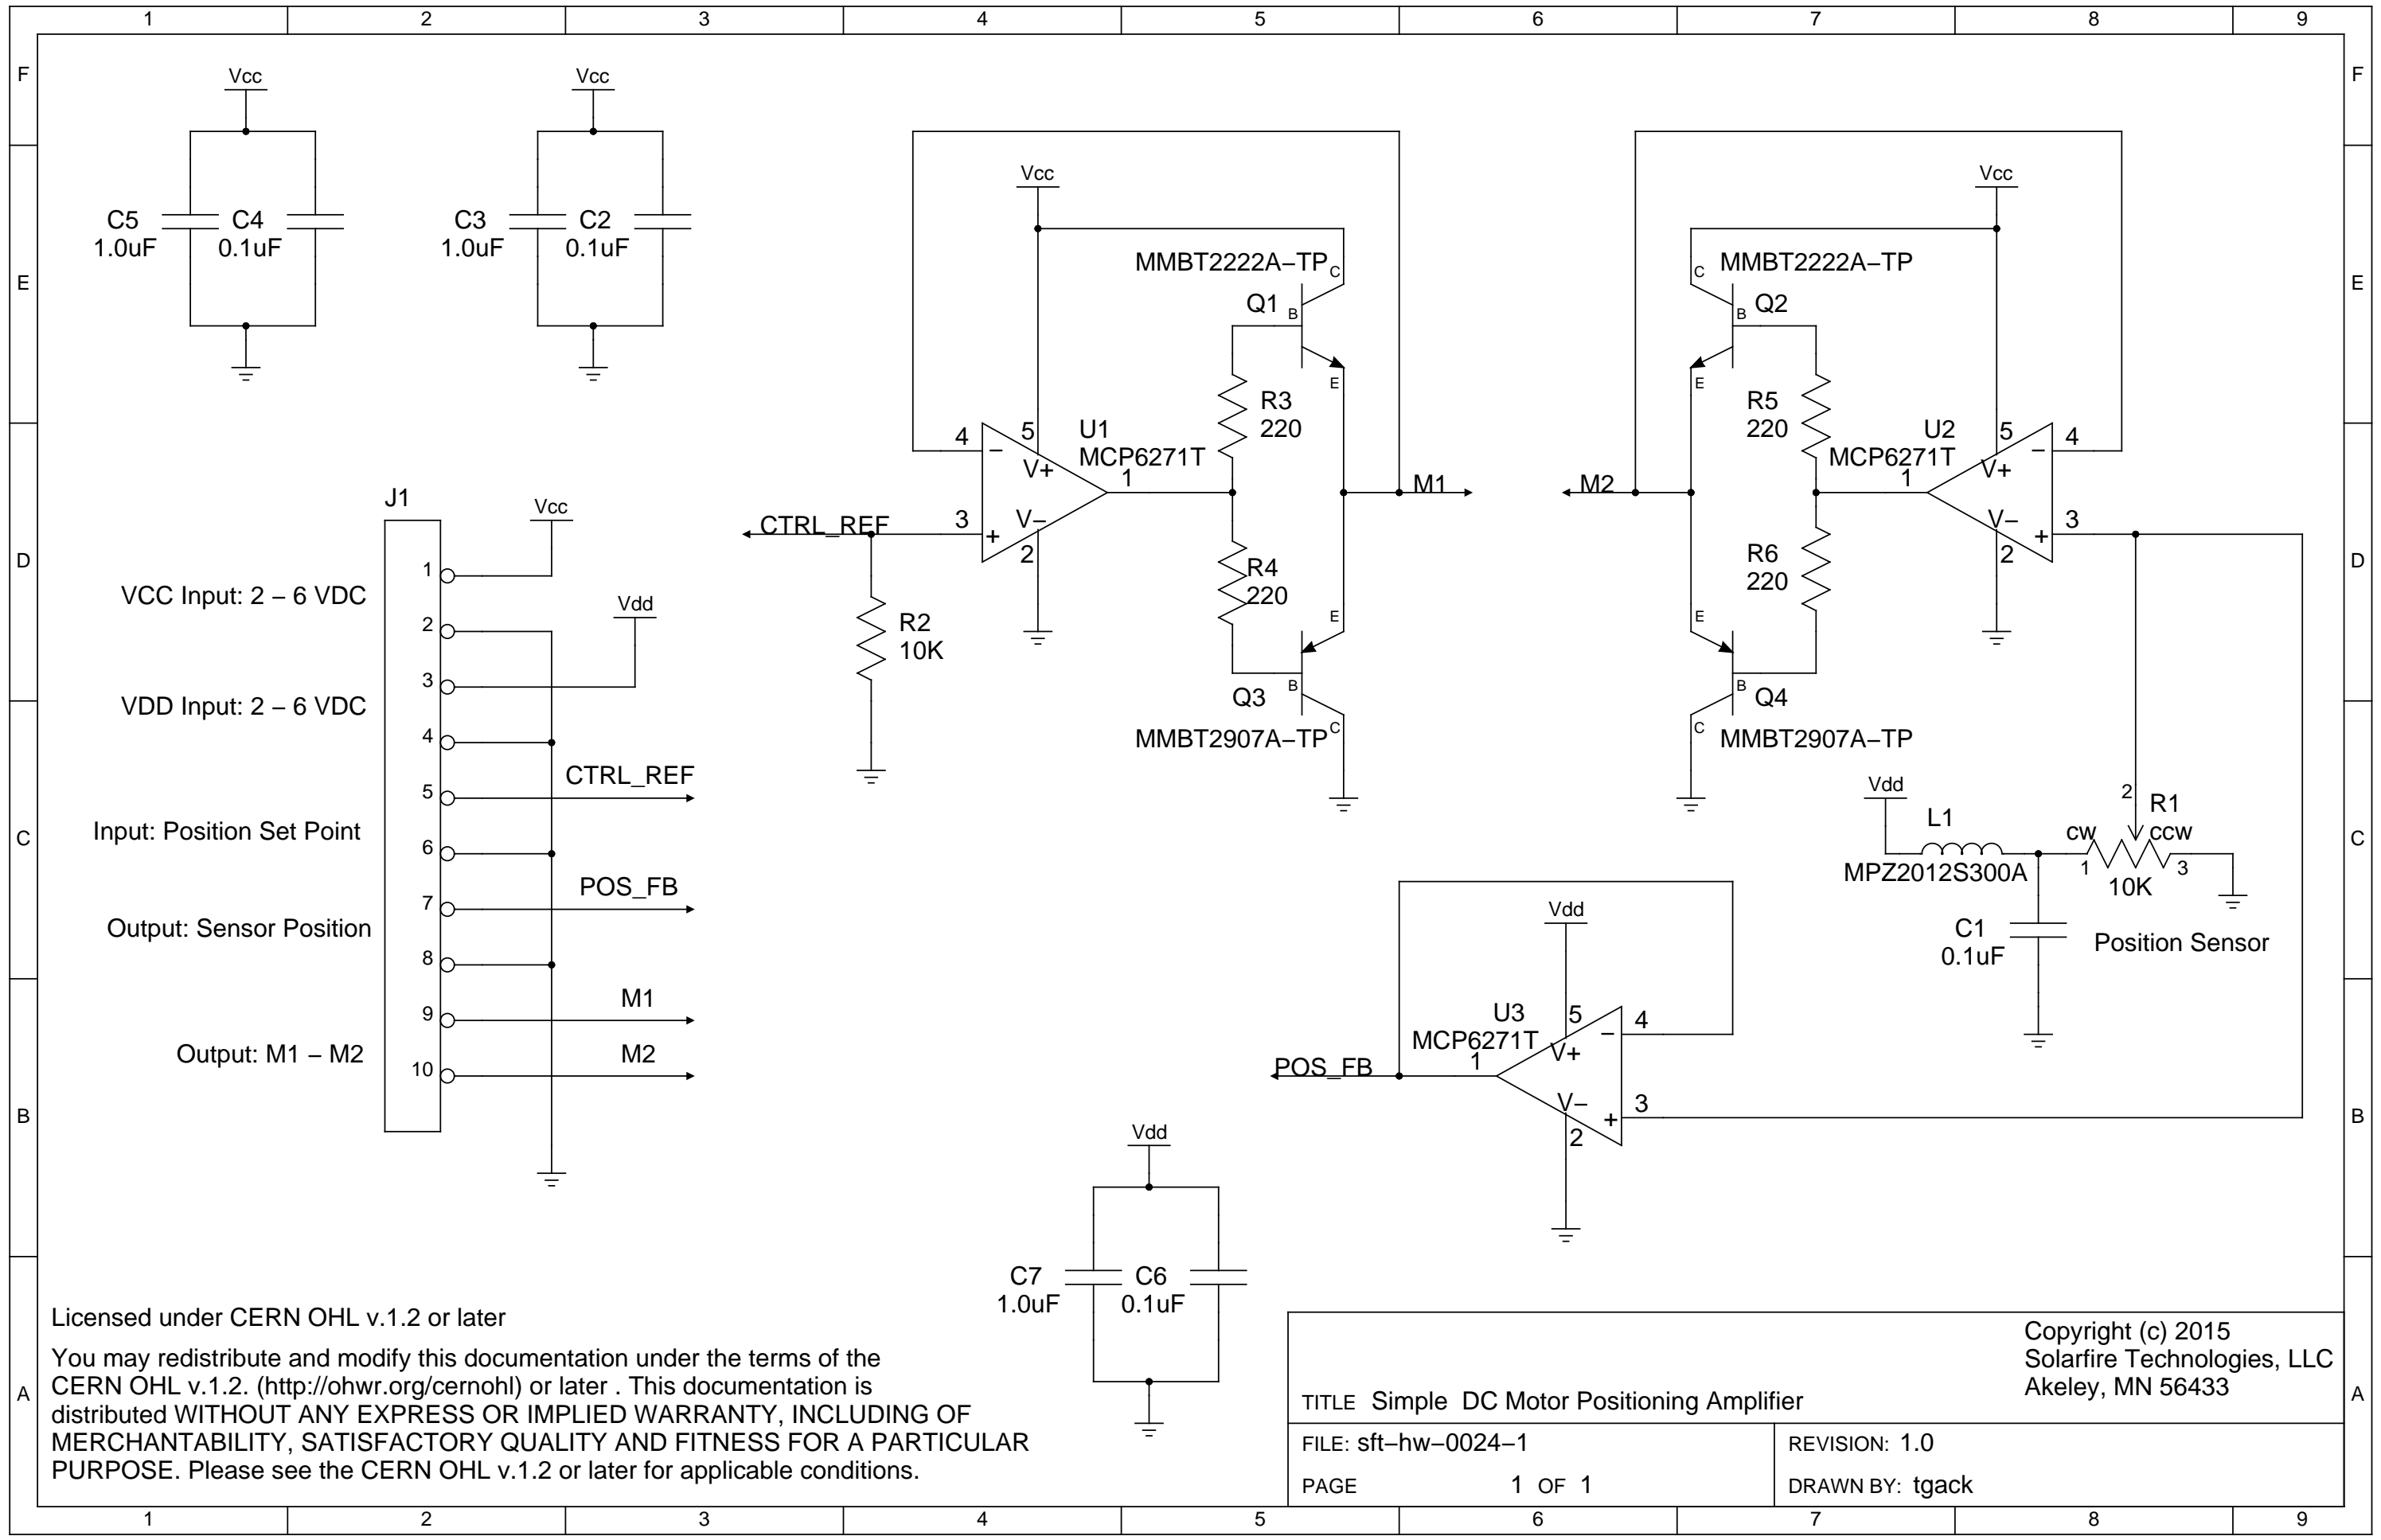 1 2 3 4 5 6 7 8 9
F F
Vcc Vcc
C5
1.0uF
C4
0.1uF
C3
1.0uF
C2
0.1uF
E E
Vcc
MMBT2222A–TP
C
Q1
B
E
R3
220
4
–
5
V+
U1
MCP6271T
1
M1
CTRL_REF
3
+
V–
2
R4
220
R2
10K
E
Q3
B
C
MMBT2907A–TP
Vcc
C
MMBT2222A–TP
Q2
B
E
R5
220
U2
MCP6271T
1
5
V+
–
4
M2
R6
220
V–
2
+
3
E
B
Q4
C
MMBT2907A–TP
D D
J1
Vcc
1
VCC Input: 2 – 6 VDC
2
Vdd
3
VDD Input: 2 – 6 VDC
4
CTRL_REF
5
Input: Position Set Point
6
POS_FB
7
Output: Sensor Position
8
M1
9
Output: M1 – M2
M2
10
C C
Vdd
L1
MPZ2012S300A
2
R1
cw
ccw
1
3
10K
C1
0.1uF
Position Sensor
Vdd
U3
MCP6271T
1
5
V+
–
4
POS_FB
V–
2
+
3
B B
Vdd
C7
1.0uF
C6
0.1uF
A A
Licensed under CERN OHL v.1.2 or later
You may redistribute and modify this documentation under the terms of the
CERN OHL v.1.2. (http://ohwr.org/cernohl) or later . This documentation is
distributed WITHOUT ANY EXPRESS OR IMPLIED WARRANTY, INCLUDING OF
MERCHANTABILITY, SATISFACTORY QUALITY AND FITNESS FOR A PARTICULAR
PURPOSE. Please see the CERN OHL v.1.2 or later for applicable conditions.
Copyright (c) 2015
Solarfire Technologies, LLC
Akeley, MN 56433
TITLE Simple DC Motor Positioning Amplifier
FILE: sft–hw–0024–1
REVISION: 1.0
PAGE 1 OF 1
DRAWN BY: tgack
1 2 3 4 5 6 7 8 9